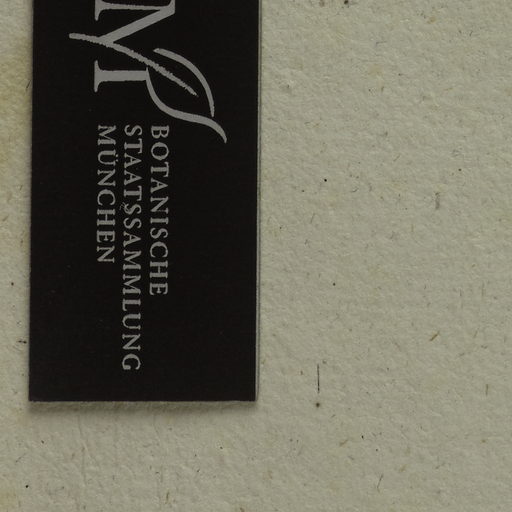 M
BOTANISCHE
STAATSSAMMLUNG
MÜNCHEN